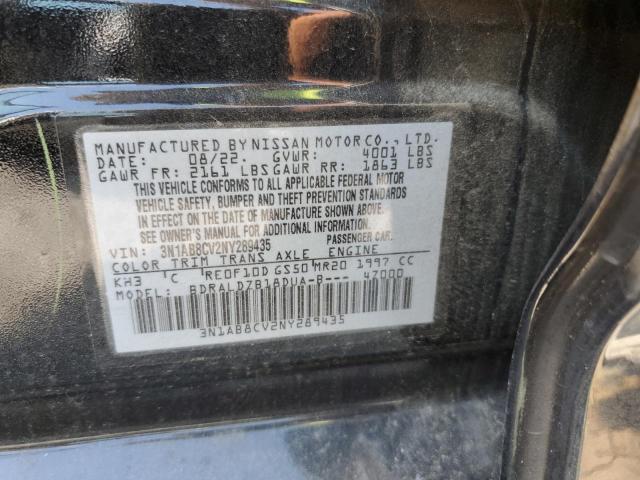 MANUFACTURED BY NISSAN MOTOR CO., LTD.
DATE: 08/22. GVWR: 4001 LBS
GAWR FR: 2161 LBS GAWR RR: 1863 LBS
THIS VEHICLE CONFORMS TO ALL APPLICABLE FEDERAL MOTOR
VEHICLE SAFETY, BUMPER AND THEFT PREVENTION STANDARDS
IN EFFECT ON THE DATE OF MANUFACTURE SHOWN ABOVE.
SEE OWNERS MANUAL FOR ADDITIONAL INFORMATION.
VIN: 3N1AB8CV2NY289435 PASSENGER CAR.
COLOR TRIM TRANS AXLE ENGINE
KH3 'C RE0F10D GS50 MR20 1997 CC
MODEL: BDRALDZB18DUA-B--- 47000
3N1AB8CV2NY289435